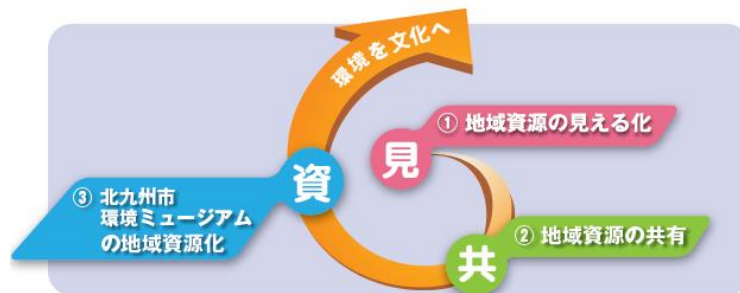 環境を文化へ
見
① 地域資源の見える化
資
③ 北九州市
環境ミュージアム
の地域資源化
共
② 地域資源の共有